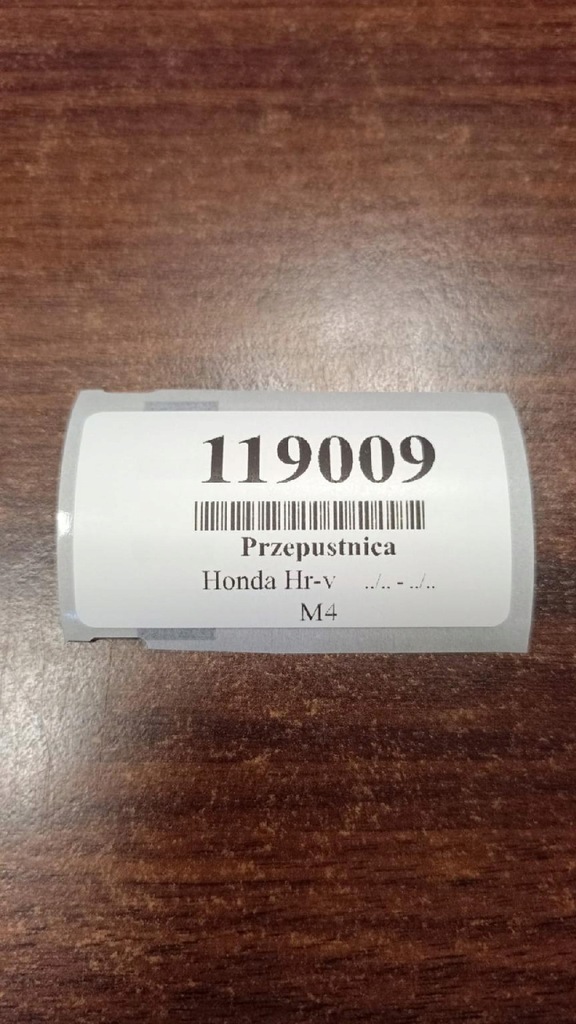 119009
Przepustnica
Honda Hr-v ../.. - ../..
M4